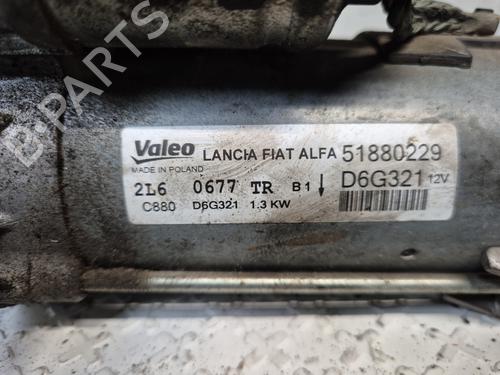 B-PARTS
Valeo LANCIA FIAT ALFA 51880229
MADE IN POLAND
D6G321 12V
2L6 0677 TR B1
C880 D6G321 1.3 KW